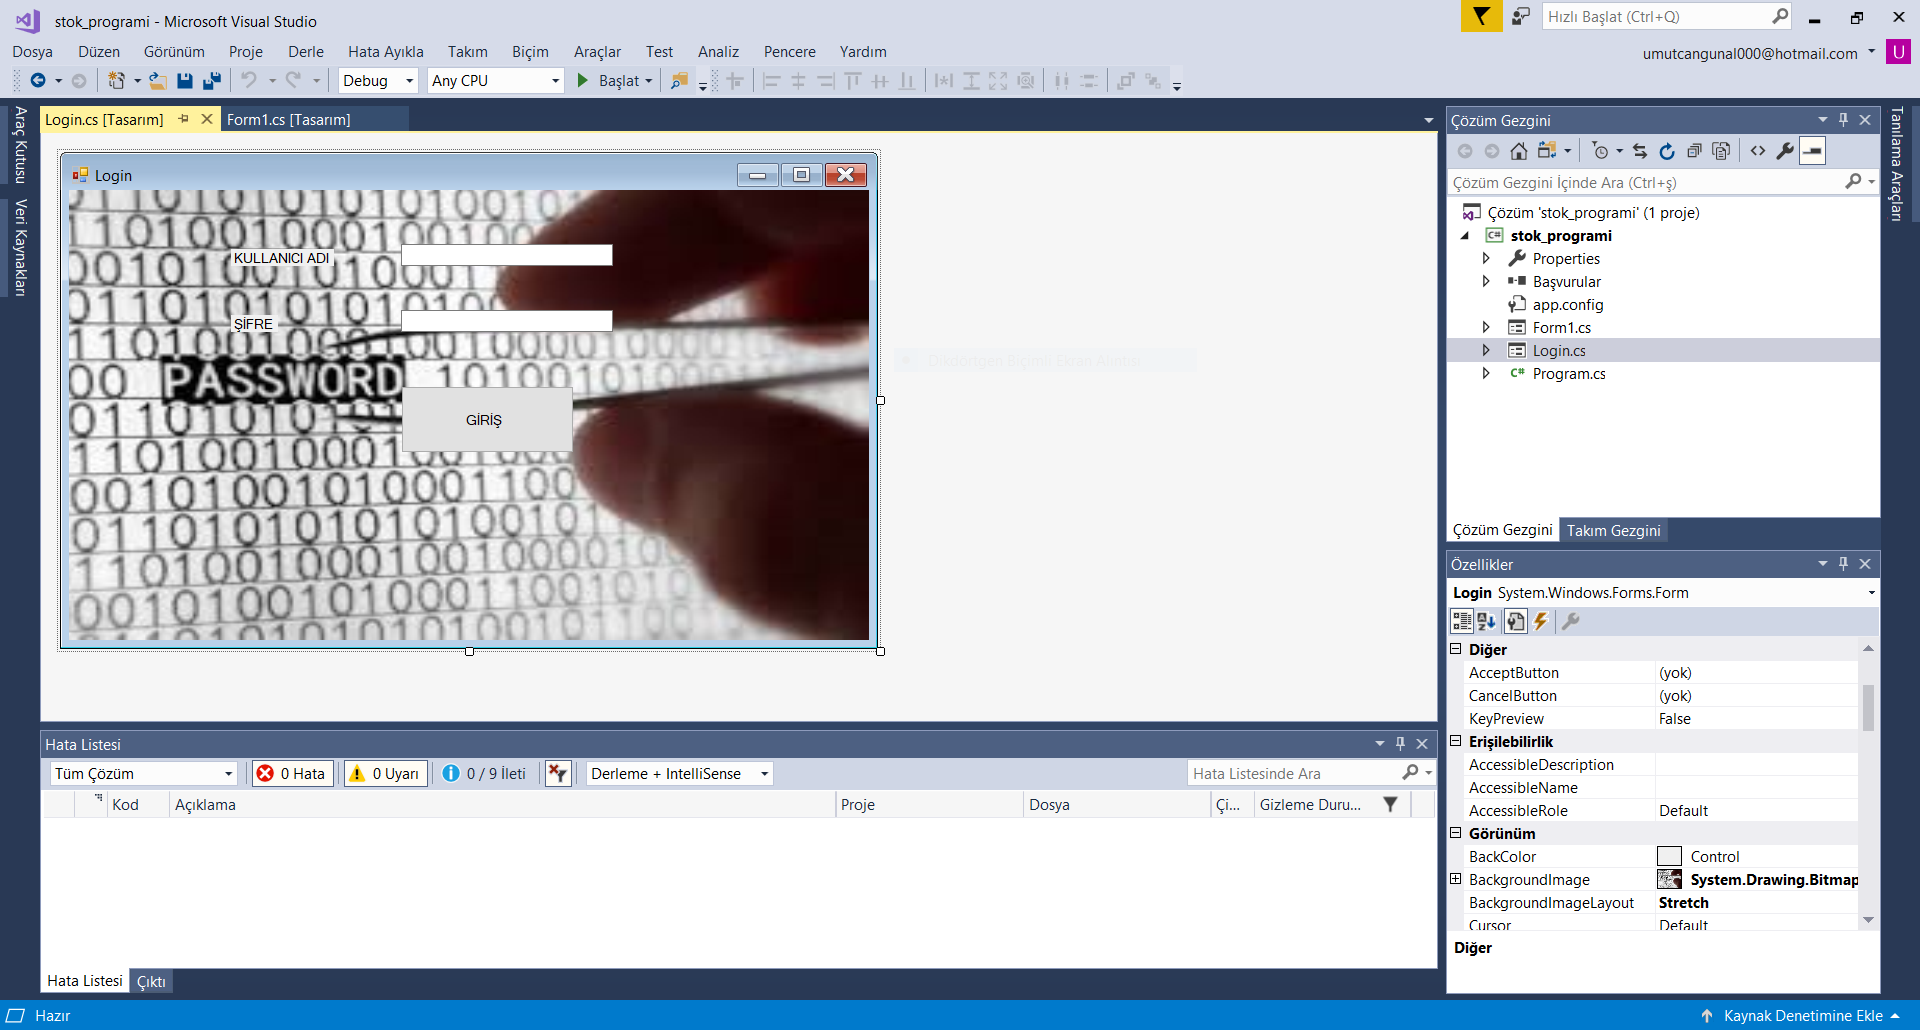 stok_programi - Microsoft Visual Studio
Hızlı Başlat (Ctrl+Q)
Dosya Düzen Görünüm Proje Derle Hata Ayıkla Takım Biçim Araçlar Test Analiz Pencere Yardım
umutcangunal000@hotmail.com U
Debug Any CPU Başlat
Araç Kutusu
Veri Kaynakları
Login.cs [Tasarım] Form1.cs [Tasarım]
Login
KULLANICI ADI
ŞİFRE
PASSWORD
GİRİŞ
Dikdörtgen Biçimli Ekran Alıntısı
Çözüm Gezgini
Tanılama Araçları
Çözüm Gezgini İçinde Ara (Ctrl+ş)
Çözüm 'stok_programi' (1 proje)
stok_programi
Properties
Başvurular
app.config
Form1.cs
Login.cs
Program.cs
Çözüm Gezgini Takım Gezgini
Özellikler
Login System.Windows.Forms.Form
Diğer
AcceptButton (yok)
CancelButton (yok)
KeyPreview False
Erişilebilirlik
AccessibleDescription
AccessibleName
AccessibleRole Default
Görünüm
BackColor Control
BackgroundImage System.Drawing.Bitmap
BackgroundImageLayout Stretch
Cursor Default
Diğer
Hata Listesi
Tüm Çözüm 0 Hata 0 Uyarı 0 / 9 İleti Derleme + IntelliSense Hata Listesinde Ara
Kod Açıklama Proje Dosya Çi... Gizleme Duru...
Hata Listesi Çıktı
Hazır Kaynak Denetimine Ekle